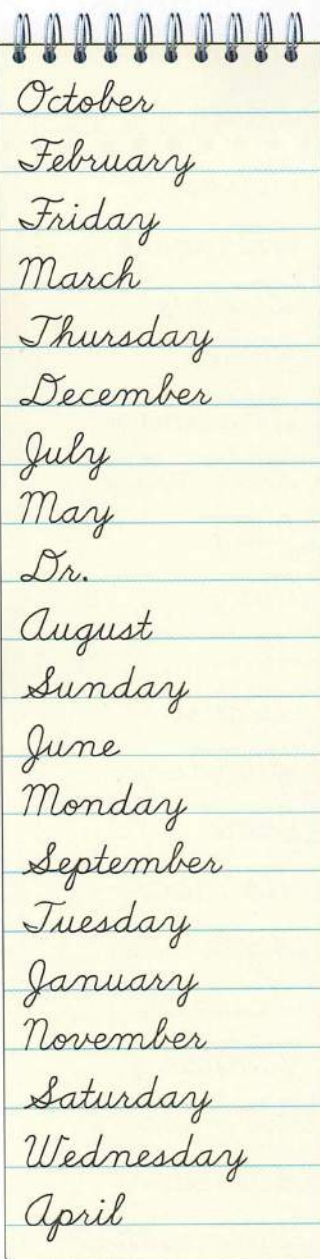 October
February
Friday
March
Thursday
December
July
May
Dr.
August
Sunday
June
Monday
September
Tuesday
January
November
Saturday
Wednesday
April